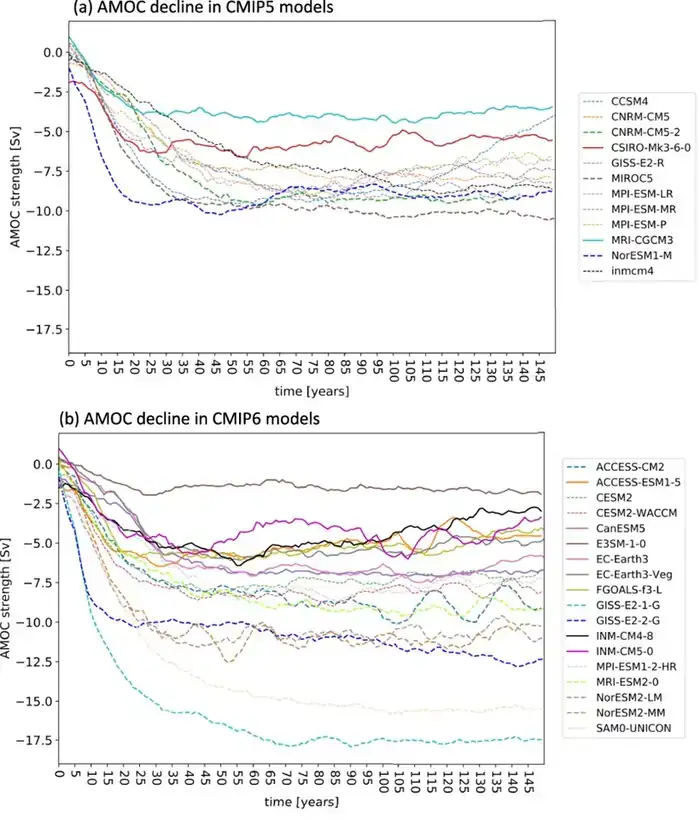 (a) AMOC decline in CMIP5 models
AMOC strength [Sv]
0.0
−2.5
−5.0
−7.5
−10.0
−12.5
−15.0
−17.5
0 5 10 15 20 25 30 35 40 45 50 55 60 65 70 75 80 85 90 95 100 105 110 115 120 125 130 135 140 145
time [years]
CCSM4
CNRM-CM5
CNRM-CM5-2
CSIRO-Mk3-6-0
GISS-E2-R
MIROC5
MPI-ESM-LR
MPI-ESM-MR
MPI-ESM-P
MRI-CGCM3
NorESM1-M
inmcm4
(b) AMOC decline in CMIP6 models
AMOC strength [Sv]
0.0
−2.5
−5.0
−7.5
−10.0
−12.5
−15.0
−17.5
0 5 10 15 20 25 30 35 40 45 50 55 60 65 70 75 80 85 90 95 100 105 110 115 120 125 130 135 140 145
time [years]
ACCESS-CM2
ACCESS-ESM1-5
CESM2
CESM2-WACCM
CanESM5
E3SM-1-0
EC-Earth3
EC-Earth3-Veg
FGOALS-f3-L
GISS-E2-1-G
GISS-E2-2-G
INM-CM4-8
INM-CM5-0
MPI-ESM1-2-HR
MRI-ESM2-0
NorESM2-LM
NorESM2-MM
SAM0-UNICON